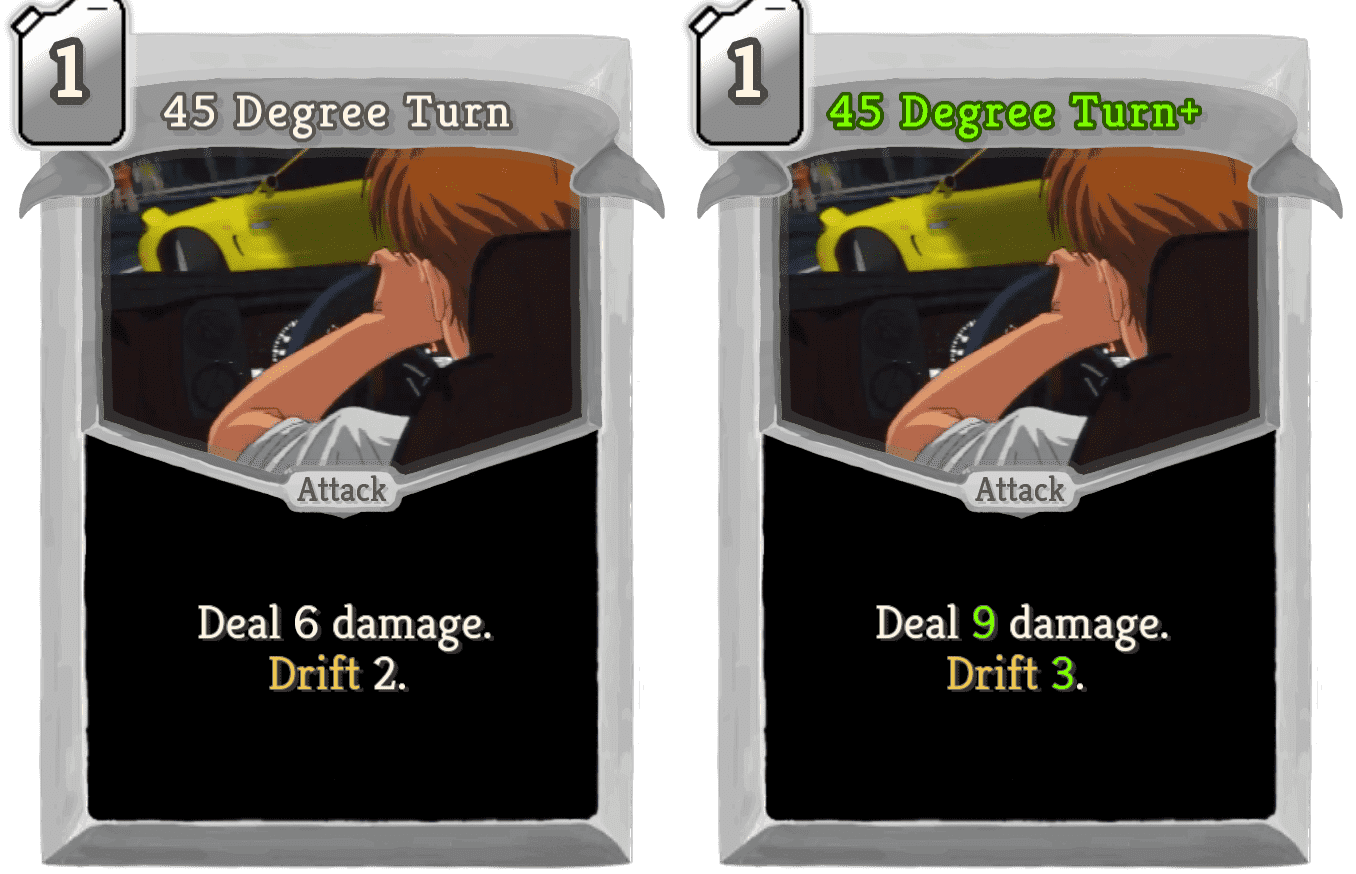 1
45 Degree Turn
Attack
Deal 6 damage.
Drift 2.
1
45 Degree Turn+
Attack
Deal 9 damage.
Drift 3.